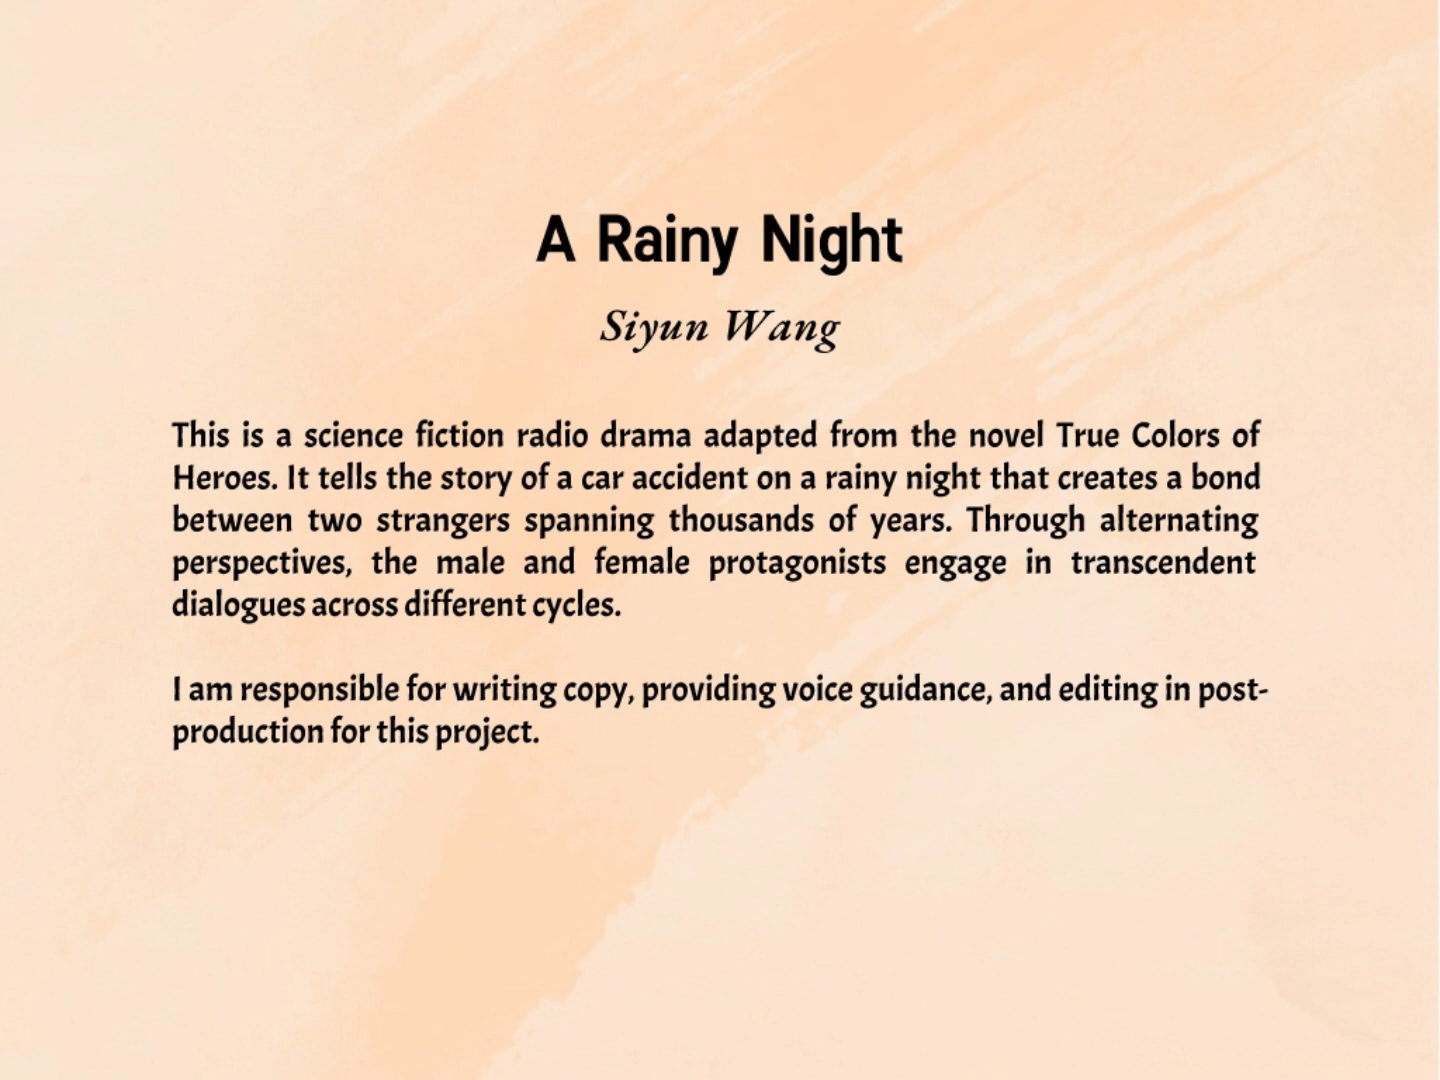 A Rainy Night
Siyun Wang
This is a science fiction radio drama adapted from the novel True Colors of
Heroes. It tells the story of a car accident on a rainy night that creates a bond
between two strangers spanning thousands of years. Through alternating
perspectives, the male and female protagonists engage in transcendent
dialogues across different cycles.
I am responsible for writing copy, providing voice guidance, and editing in post-
production for this project.